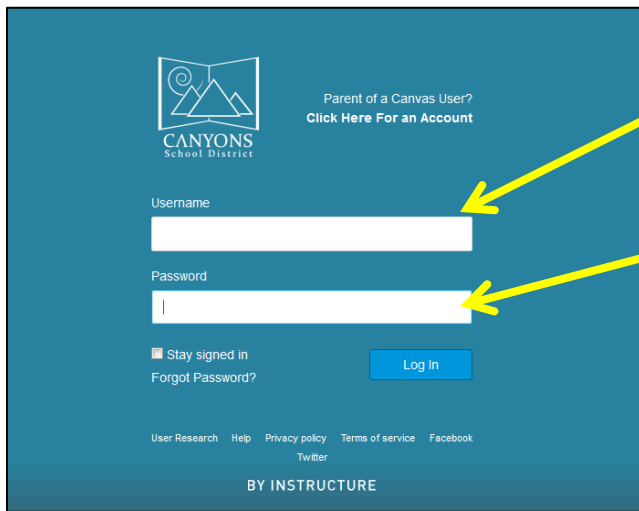 Parent of a Canvas User?
Click Here For an Account
CANYONS
School District
Username
Password
Stay signed in
Log In
Forgot Password?
User Research Help Privacy policy Terms of service Facebook
Twitter
BY INSTRUCTURE